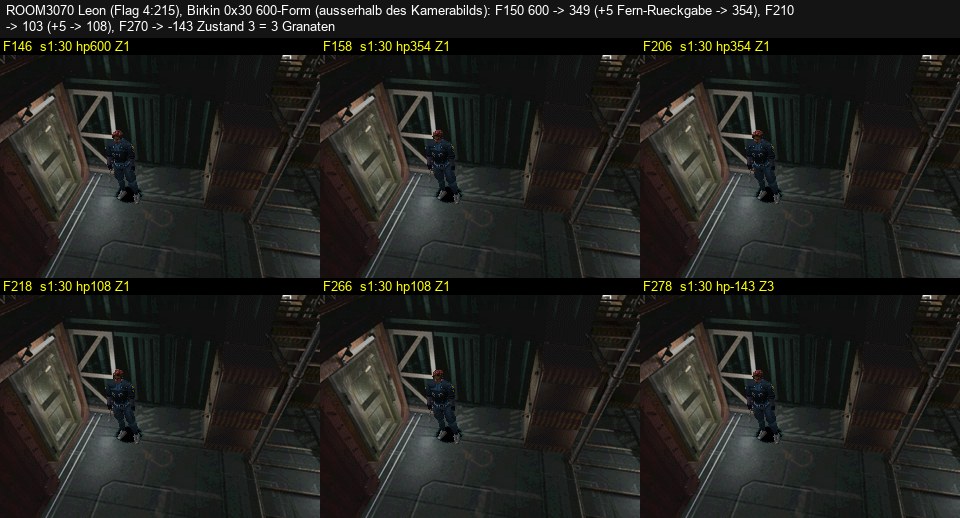 ROOM3070 Leon (Flag 4:215), Birkin 0x30 600-Form (ausserhalb des Kamerabilds): F150 600 -> 349 (+5 Fern-Rueckgabe -> 354), F210
-> 103 (+5 -> 108), F270 -> -143 Zustand 3 = 3 Granaten
F146 s1:30 hp600 Z1
F158 s1:30 hp354 Z1
F206 s1:30 hp354 Z1
F218 s1:30 hp108 Z1
F266 s1:30 hp108 Z1
F278 s1:30 hp-143 Z3